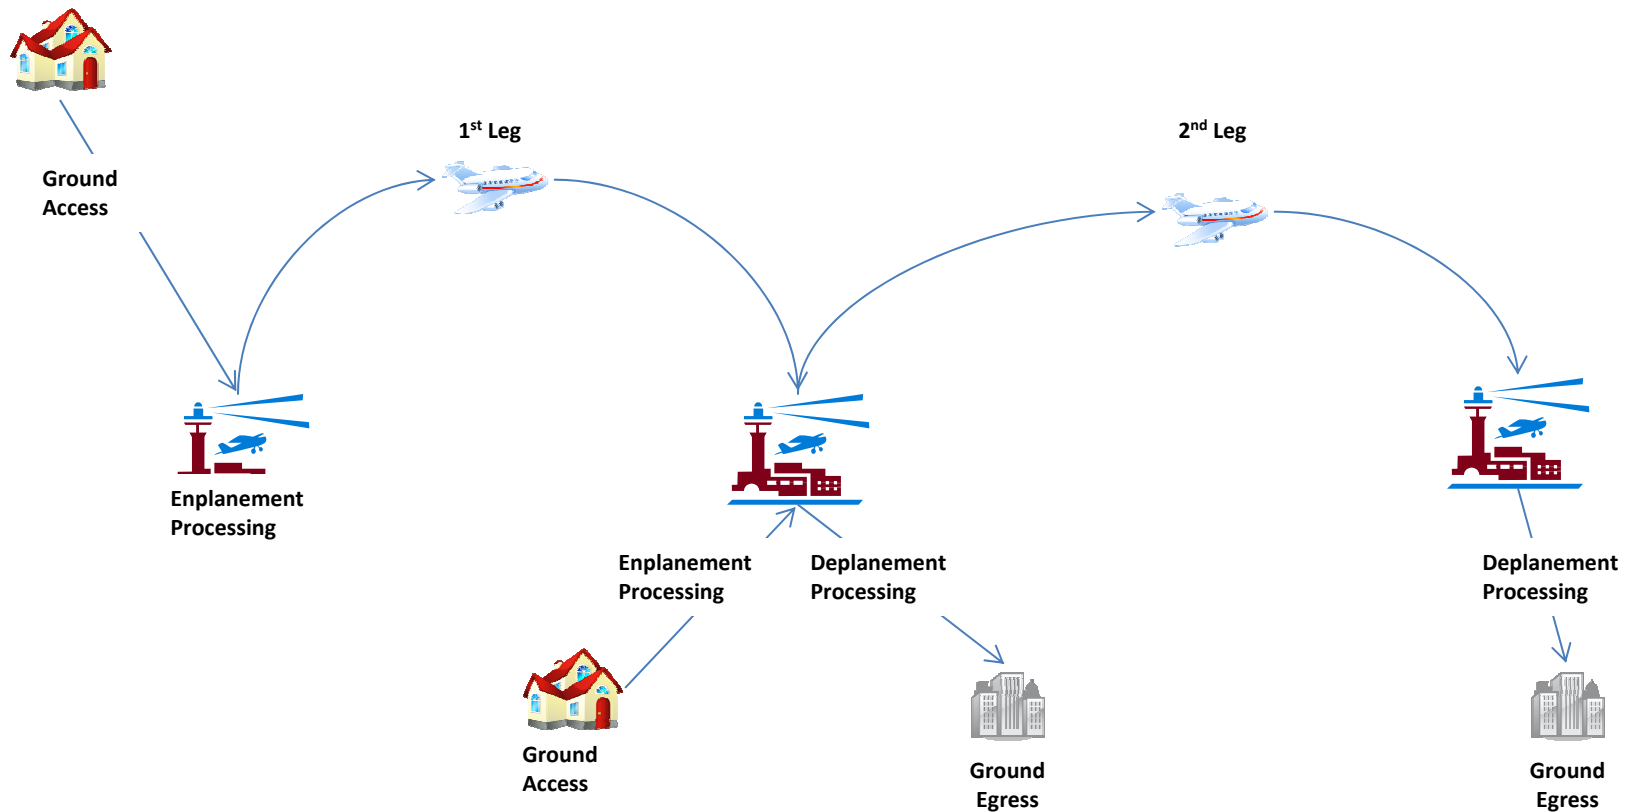 1st Leg
2nd Leg
Ground
Access
Enplanement
Processing
Enplanement
Processing
Deplanement
Processing
Deplanement
Processing
Ground
Access
Ground
Egress
Ground
Egress